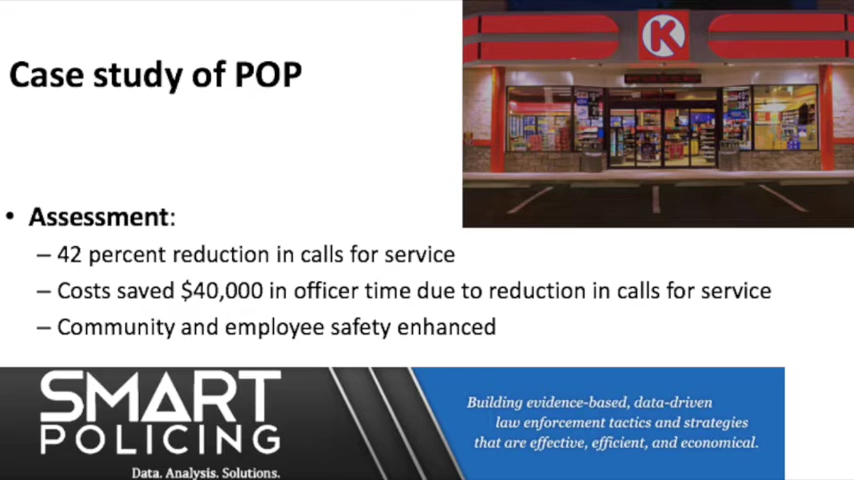 K
Case study of POP
• Assessment:
– 42 percent reduction in calls for service
– Costs saved $40,000 in officer time due to reduction in calls for service
– Community and employee safety enhanced
SMART
POLICING
Data. Analysis. Solutions.
Building evidence-based, data-driven
law enforcement tactics and strategies
that are effective, efficient, and economical.